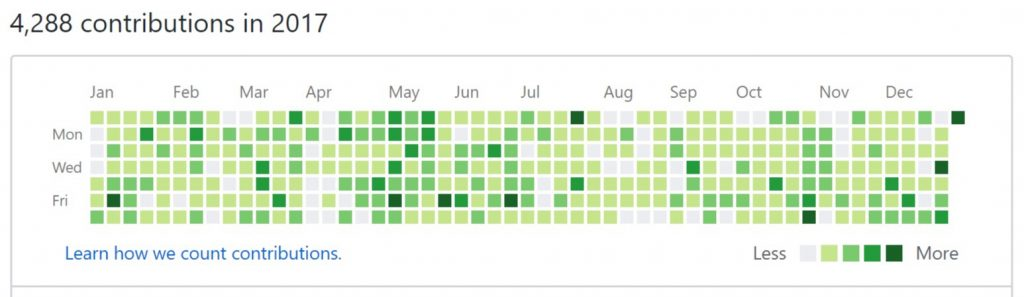 4,288 contributions in 2017
Jan Feb Mar Apr May Jun Jul Aug Sep Oct Nov Dec
Mon
Wed
Fri
Learn how we count contributions.
Less More